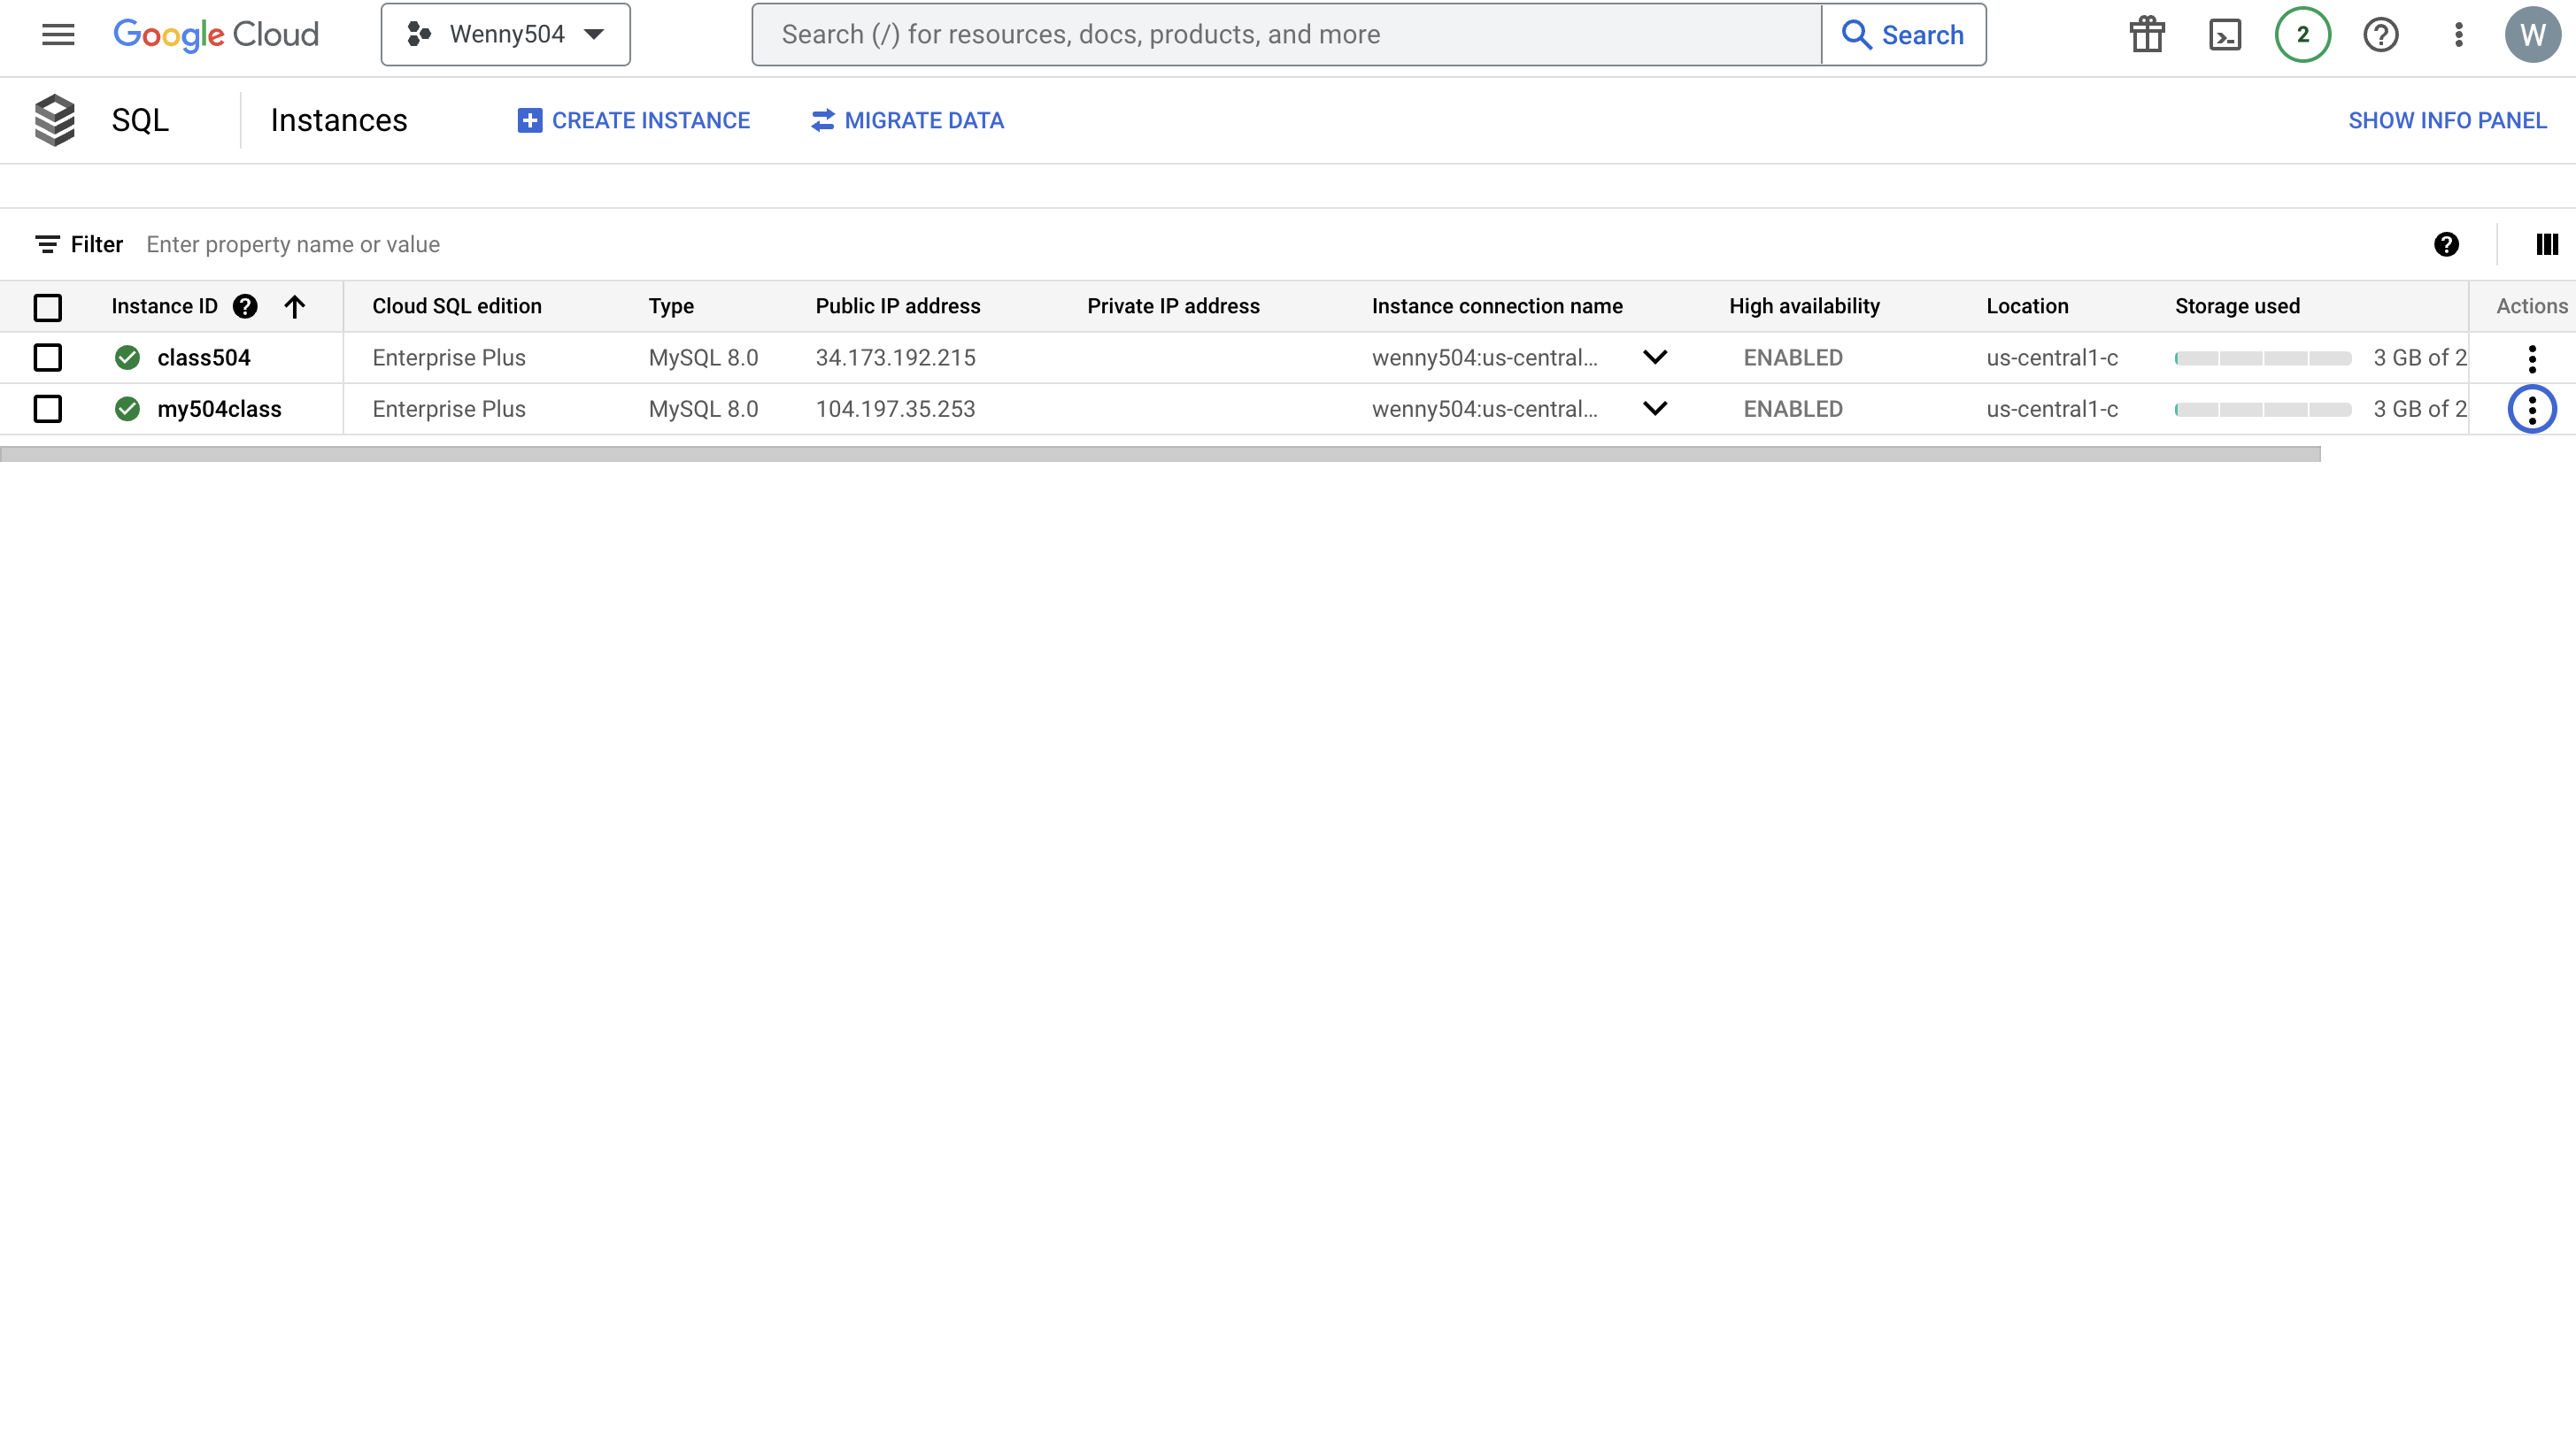 Google Cloud Wenny504 Search (/) for resources, docs, products, and more Search 2 W
SQL Instances CREATE INSTANCE MIGRATE DATA SHOW INFO PANEL
Filter Enter property name or value
Instance ID Cloud SQL edition Type Public IP address Private IP address Instance connection name High availability Location Storage used Actions
class504 Enterprise Plus MySQL 8.0 34.173.192.215 wenny504:us-central... ENABLED us-central1-c 3 GB of 2
my504class Enterprise Plus MySQL 8.0 104.197.35.253 wenny504:us-central... ENABLED us-central1-c 3 GB of 2